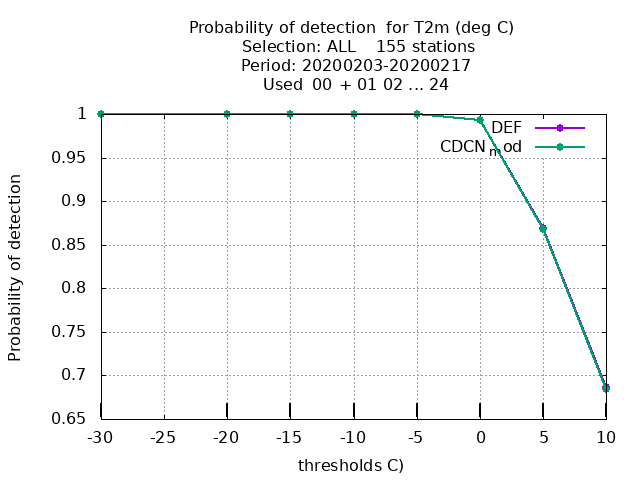 Probability of detection  for T2m (deg C)
Selection: ALL    155 stations
Period: 20200203-20200217
Used  00  + 01 02 ... 24
DEF
CDCNmod
1
0.95
0.9
0.85
0.8
0.75
0.7
0.65
Probability of detection
-30 -25 -20 -15 -10 -5 0 5 10
thresholds C)